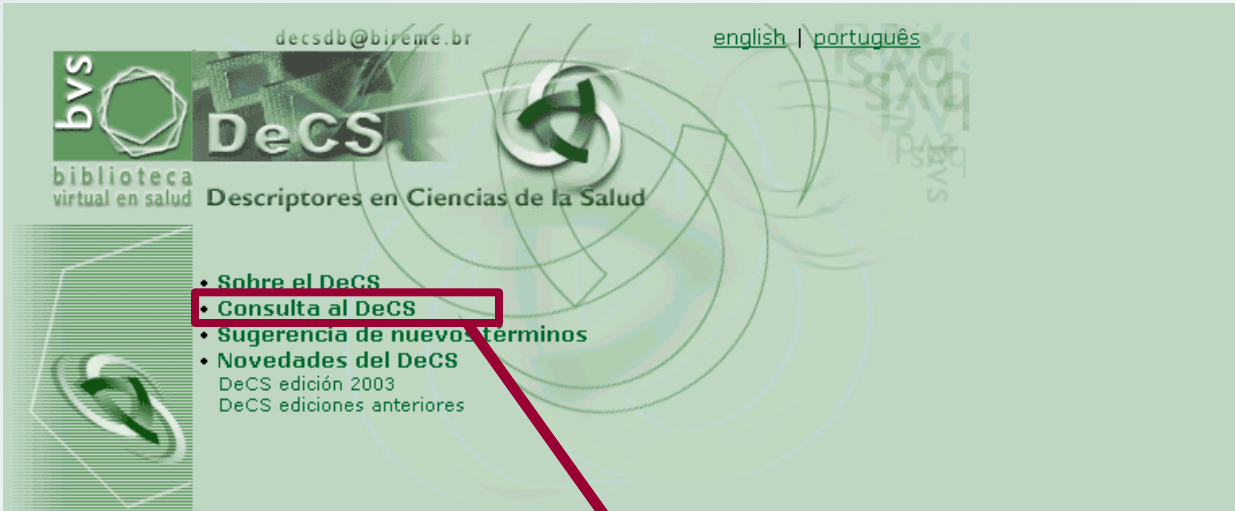 decsdb@bireme.br
english | português
bvs
DeCS
biblioteca
virtual en salud
Descriptores en Ciencias de la Salud
• Sobre el DeCS
• Consulta al DeCS
• Sugerencia de nuevos términos
• Novedades del DeCS
DeCS edición 2003
DeCS ediciones anteriores